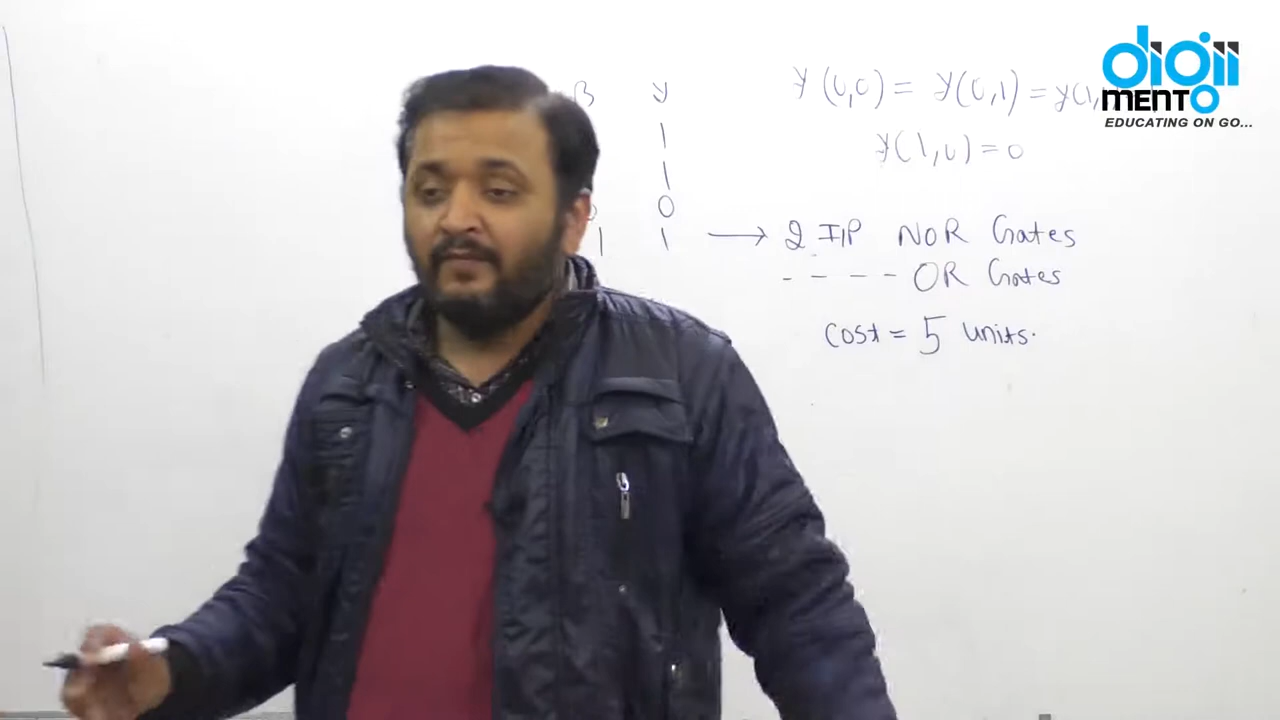 B y
1
1
0
1 1 → 2 I/P NOR Gates
- - - - OR Gates
Cost = 5 units.
y(0,0) = y(0,1) = y(1,
y(1,0) = 0
digii
MENTO
EDUCATING ON GO...